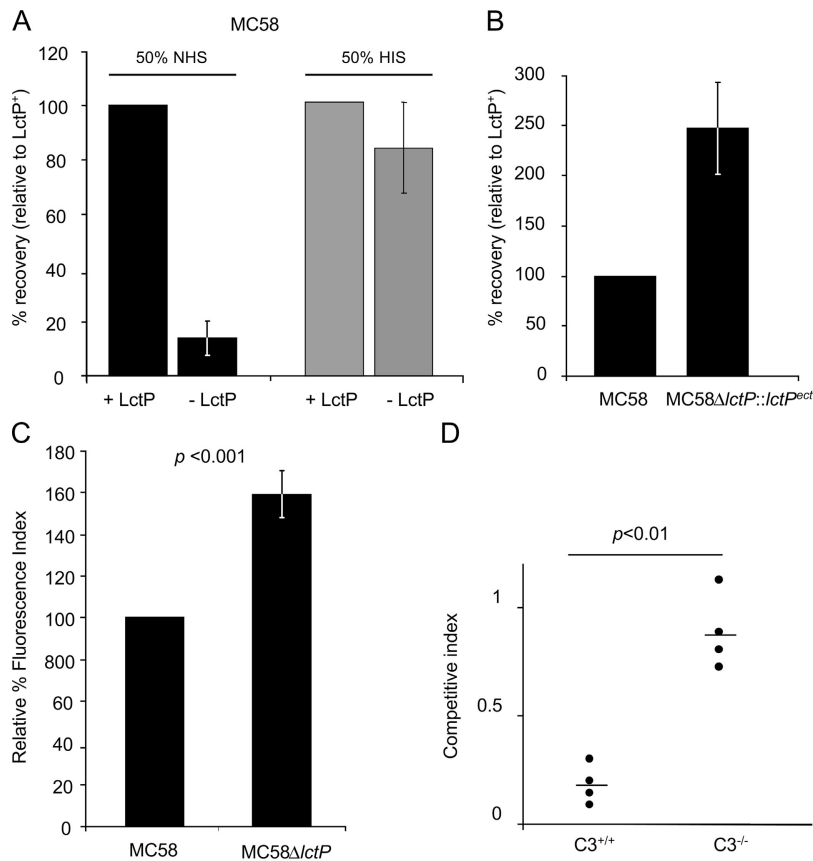 A
MC58
50% NHS
50% HIS
% recovery (relative to LctP+)
120
100
80
60
40
20
0
+ LctP
- LctP
+ LctP
- LctP
B
% recovery (relative to LctP+)
300
250
200
150
100
50
0
MC58
MC58ΔlctP::lctPect
C
p <0.001
Relative % Fluorescence Index
180
160
140
120
100
800
60
40
20
0
MC58
MC58ΔlctP
D
p<0.01
Competitive index
1
0.5
0
C3+/+
C3-/-